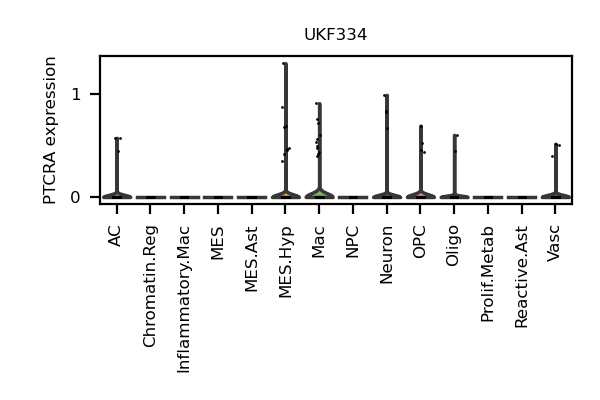 UKF334
PTCRA expression
1
0
AC
Chromatin.Reg
Inflammatory.Mac
MES
MES.Ast
MES.Hyp
Mac
NPC
Neuron
OPC
Oligo
Prolif.Metab
Reactive.Ast
Vasc